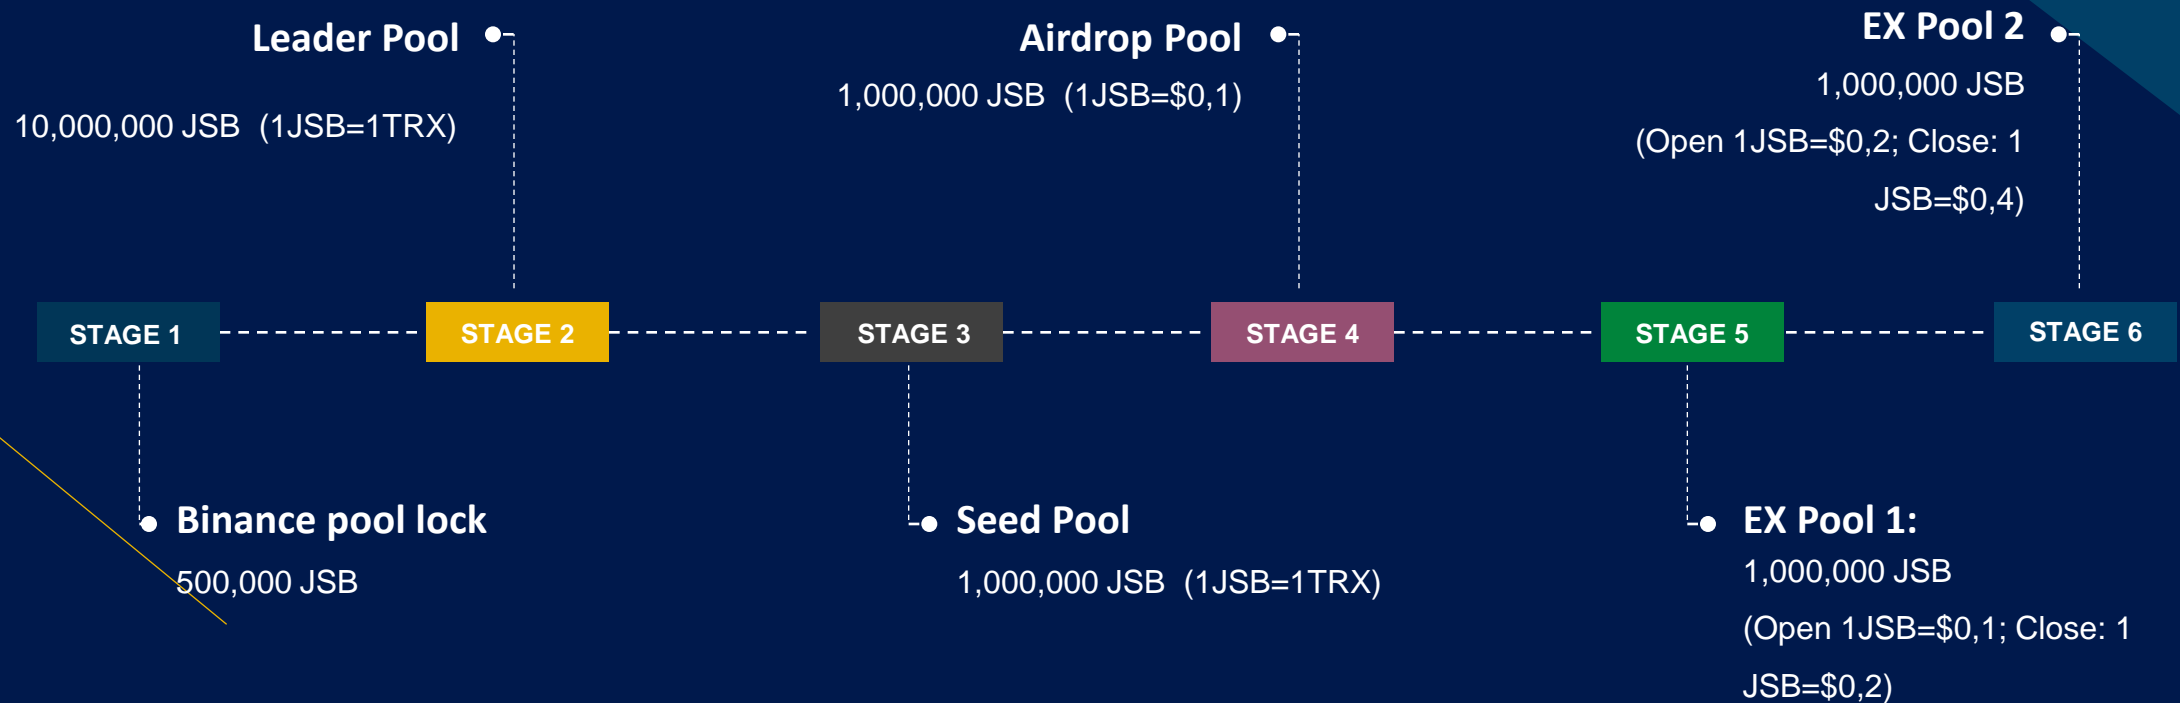 Leader Pool
10,000,000 JSB (1JSB=1TRX)
Airdrop Pool
1,000,000 JSB (1JSB=$0,1)
EX Pool 2
1,000,000 JSB
(Open 1JSB=$0,2; Close: 1
JSB=$0,4)
STAGE 1
STAGE 2
STAGE 3
STAGE 4
STAGE 5
STAGE 6
Binance pool lock
500,000 JSB
Seed Pool
1,000,000 JSB (1JSB=1TRX)
EX Pool 1:
1,000,000 JSB
(Open 1JSB=$0,1; Close: 1
JSB=$0,2)